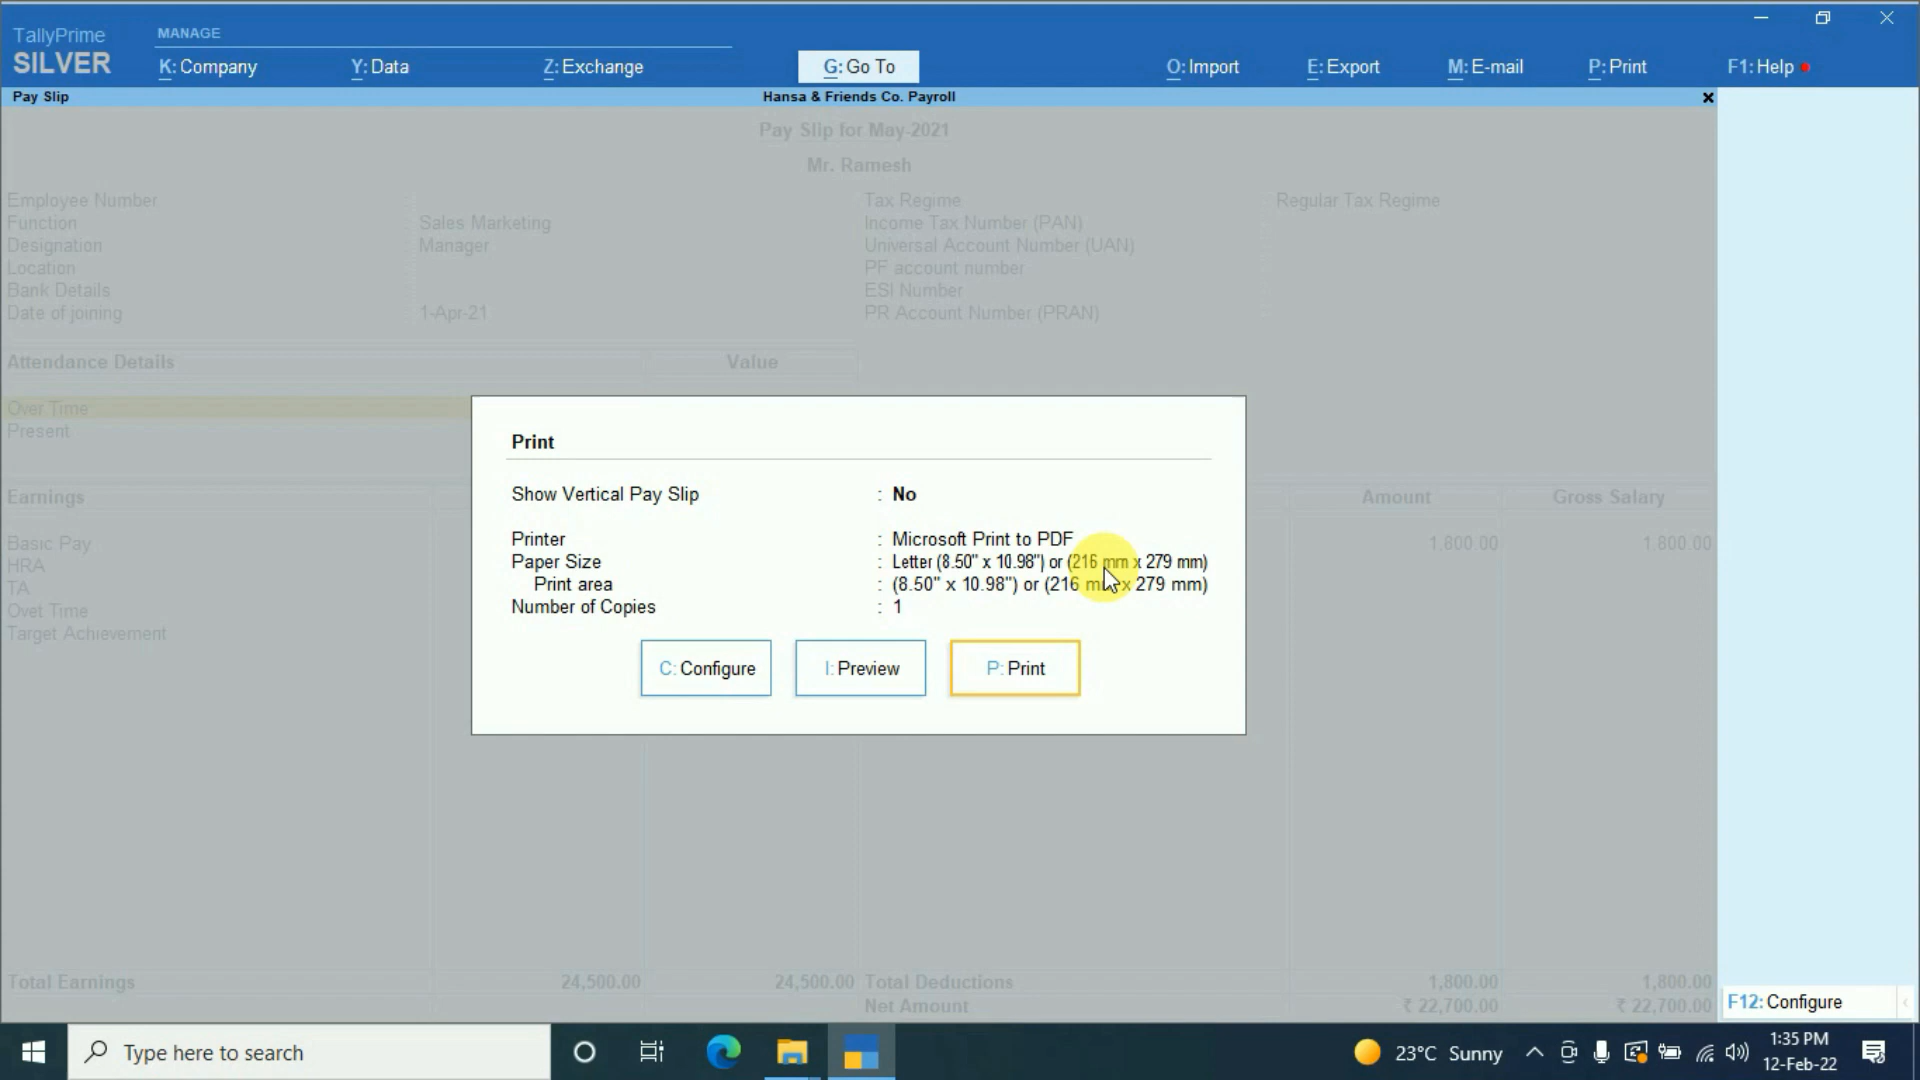 TallyPrime
SILVER
MANAGE
K: Company Y: Data Z: Exchange G: Go To O: Import E: Export M: E-mail P: Print F1: Help
Pay Slip Hansa & Friends Co. Payroll
Pay Slip for May-2021
Mr. Ramesh
Employee Number Tax Regime Regular Tax Regime
Function Sales Marketing Income Tax Number (PAN)
Designation Manager Universal Account Number (UAN)
Location PF account number
Bank Details ESI Number
Date of joining 1-Apr-21 PR Account Number (PRAN)
Attendance Details Value
Over Time
Present
Print
Show Vertical Pay Slip : No
Printer : Microsoft Print to PDF
Paper Size : Letter (8.50" x 10.98") or (216 mm x 279 mm)
Print area : (8.50" x 10.98") or (216 mm x 279 mm)
Number of Copies : 1
C: Configure I: Preview P: Print
Earnings Amount Gross Salary
Basic Pay 1,800.00 1,800.00
HRA
TA
Ovet Time
Target Achievement
Total Earnings 24,500.00 24,500.00 Total Deductions 1,800.00 1,800.00
Net Amount ₹ 22,700.00 ₹ 22,700.00
F12: Configure
Type here to search
23°C Sunny
1:35 PM
12-Feb-22